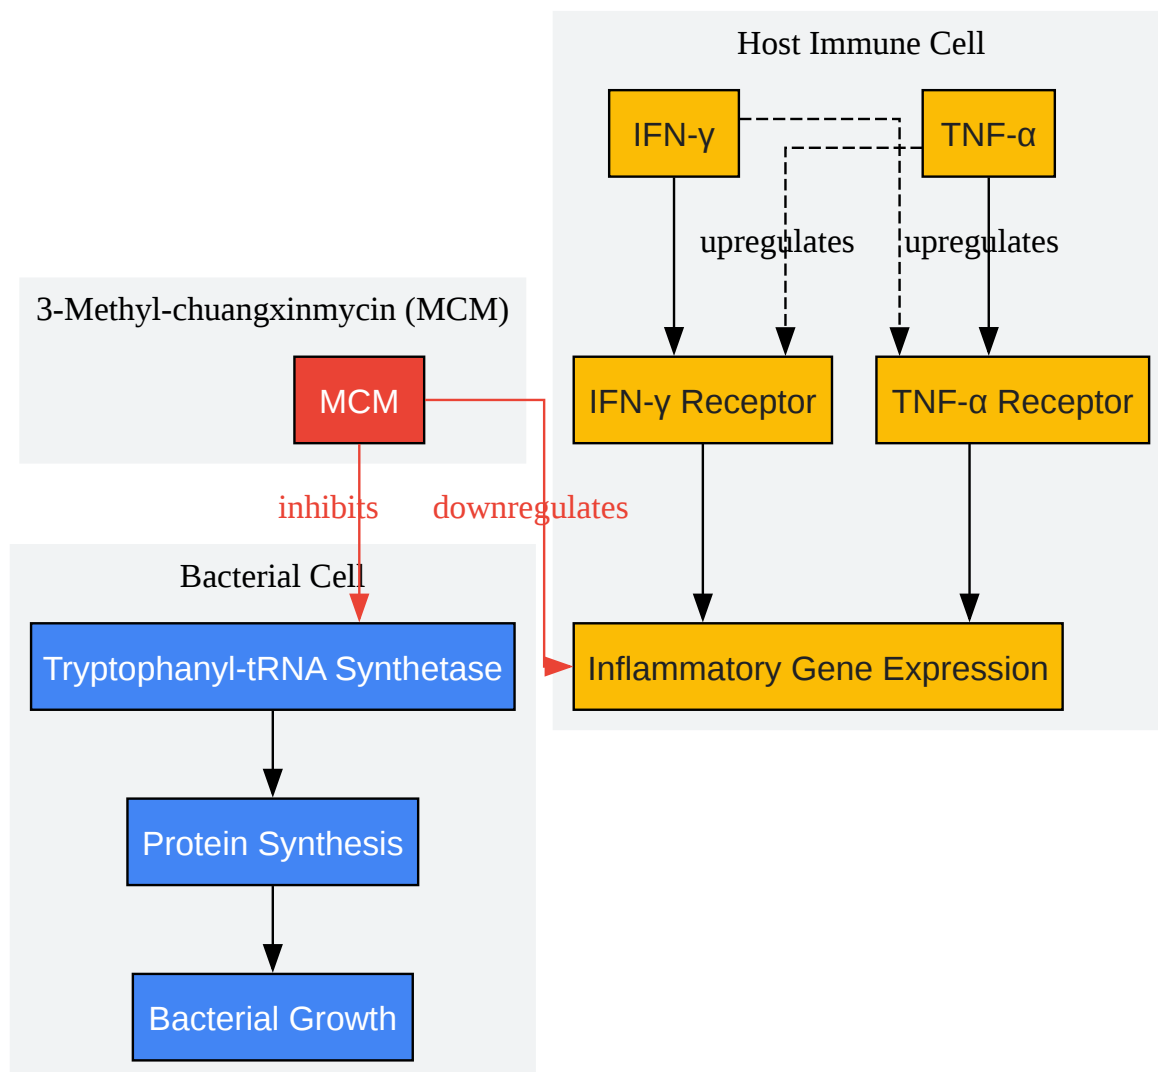 Host Immune Cell
IFN-γ
TNF-α
upregulates
upregulates
3-Methyl-chuangxinmycin (MCM)
MCM
IFN-γ Receptor
TNF-α Receptor
inhibits
downregulates
Bacterial Cell
Tryptophanyl-tRNA Synthetase
Inflammatory Gene Expression
Protein Synthesis
Bacterial Growth